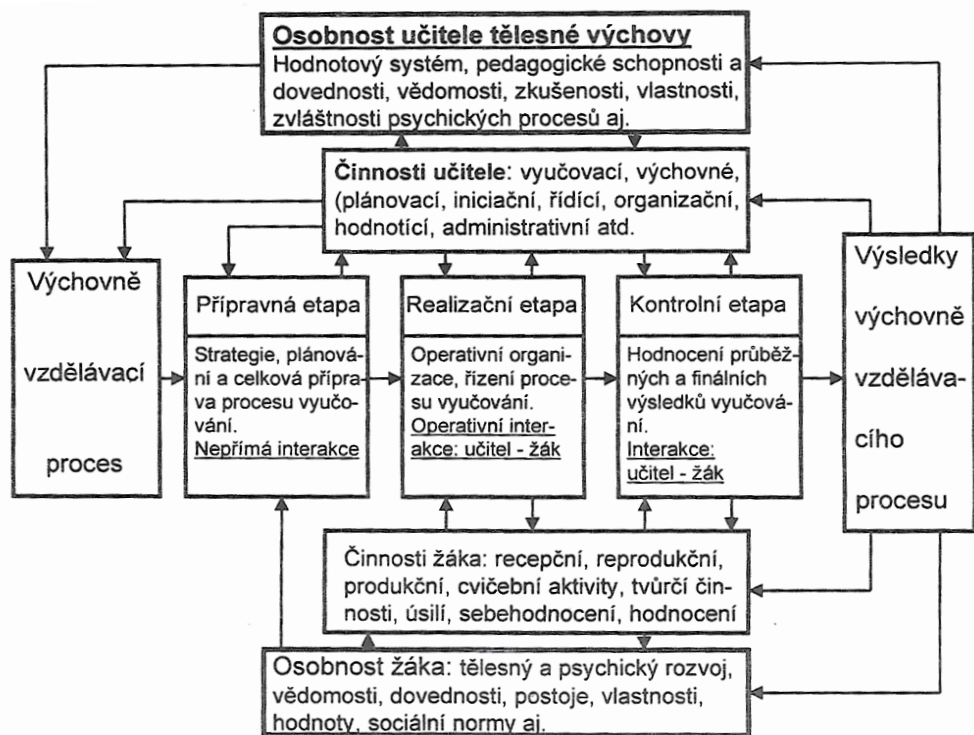 Osobnost učitele tělesné výchovy
Hodnotový systém, pedagogické schopnosti a
dovednosti, vědomosti, zkušenosti, vlastnosti,
zvláštnosti psychických procesů aj.
Činnosti učitele: vyučovací, výchovné,
(plánovací, iniciační, řídící, organizační,
hodnotící, administrativní atd.
Výchovně
vzdělávací
proces
Přípravná etapa
Strategie, plánová-
ní a celková přípra-
va procesu vyučo-
vání.
Nepřímá interakce
Realizační etapa
Operativní organi-
zace, řízení proce-
su vyučování.
Operativní inter-
akce: učitel - žák
Kontrolní etapa
Hodnocení průběž-
ných a finálních
výsledků vyučová-
ní.
Interakce:
učitel - žák
Výsledky
výchovně
vzděláva-
cího
procesu
Činnosti žáka: recepční, reprodukční,
produkční, cvičební aktivity, tvůrčí čin-
nosti, úsilí, sebehodnocení, hodnocení
Osobnost žáka: tělesný a psychický rozvoj,
vědomosti, dovednosti, postoje, vlastnosti,
hodnoty, sociální normy aj.